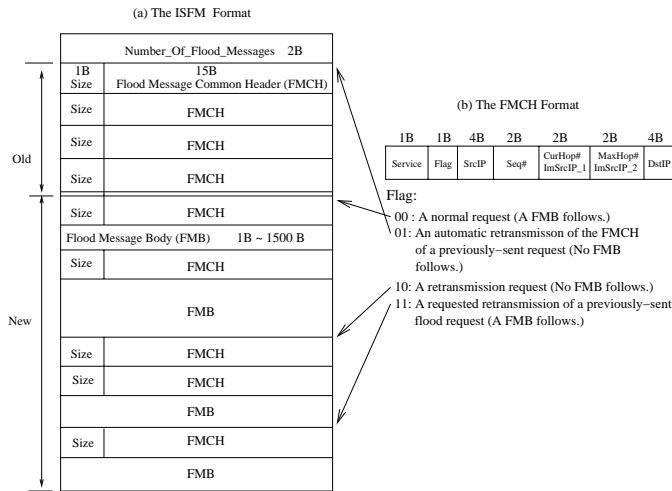 (a) The ISFM Format
Number_Of_Flood_Messages 2B
1B 15B
Size Flood Message Common Header (FMCH)
Size FMCH
Size FMCH
Size FMCH
Old
Size FMCH
Flood Message Body (FMB) 1B ~ 1500 B
Size FMCH
FMB
New
Size FMCH
Size FMCH
FMB
Size FMCH
FMB
(b) The FMCH Format
1B 1B 4B 2B 2B 2B 4B
Service Flag SrcIP Seq# CurHop# ImSrcIP_1 MaxHop# ImSrcIP_2 DstIP
Flag:
00 : A normal request (A FMB follows.)
01: An automatic retransmisson of the FMCH
of a previously-sent request (No FMB
follows.)
10: A retransmission request (No FMB follows.)
11: A requested retransmission of a previously-sent
flood request (A FMB follows.)